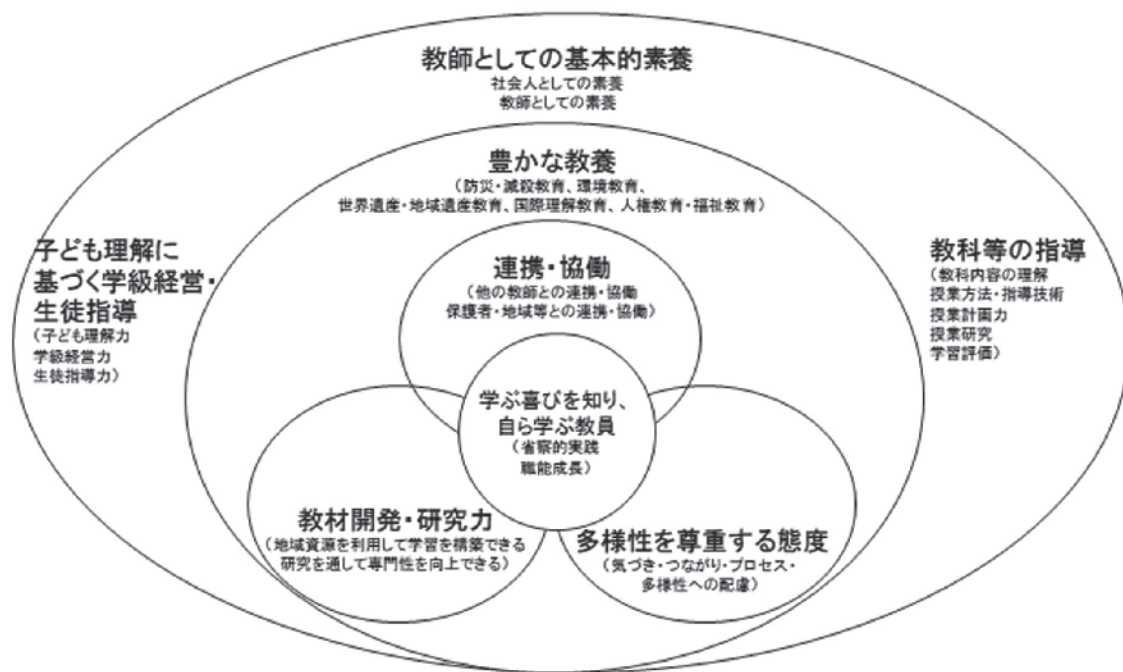 教師としての基本的素養
社会人としての素養
教師としての素養
豊かな教養
（防災・減殺教育、環境教育、
世界遺産・地域遺産教育、国際理解教育、人権教育・福祉教育）
子ども理解に
基づく学級経営・
生徒指導
（子ども理解力
学級経営力
生徒指導力）
連携・協働
（他の教師との連携・協働
保護者・地域等との連携・協働）
教科等の指導
（教科内容の理解
授業方法・指導技術
授業計画力
授業研究
学習評価）
学ぶ喜びを知り、
自ら学ぶ教員
（省察的実践
職能成長）
教材開発・研究力
（地域資源を利用して学習を構築できる
研究を通して専門性を向上できる）
多様性を尊重する態度
（気づき・つながり・プロセス・
多様性への配慮）